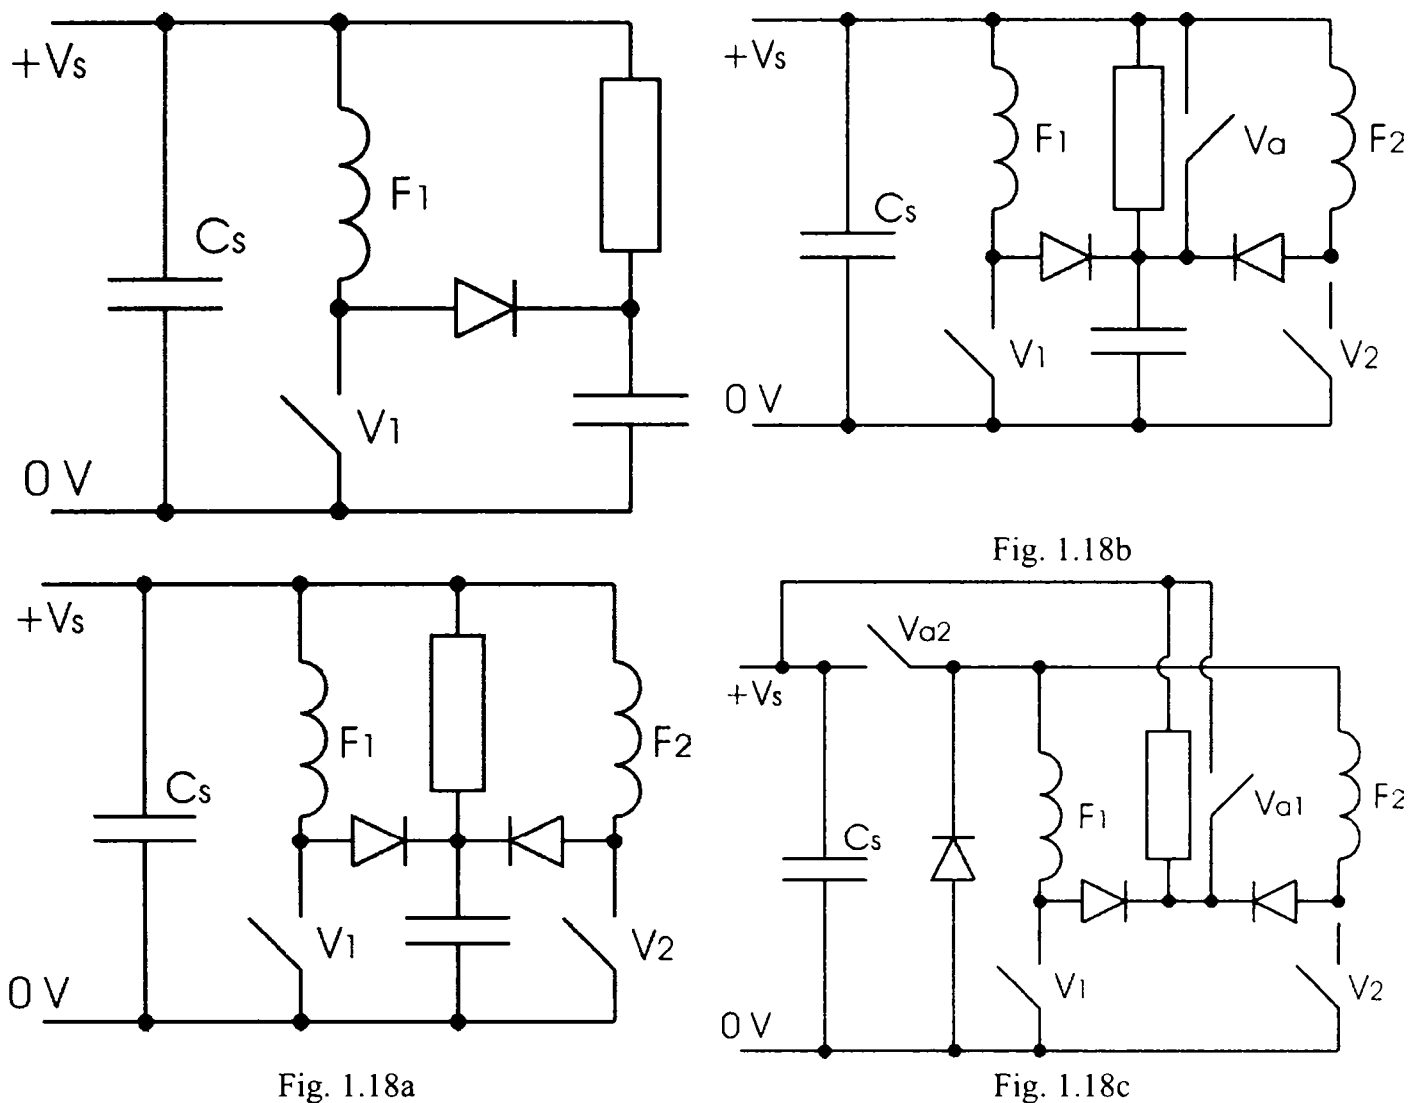 +Vs
Cs
F1
V1
0 V
+Vs
Cs
F1
Va
F2
V1
V2
0 V
Fig. 1.18b
+Vs
Cs
F1
F2
V1
V2
0 V
Fig. 1.18a
Va2
+Vs
Cs
F1
Va1
F2
V1
V2
0 V
Fig. 1.18c